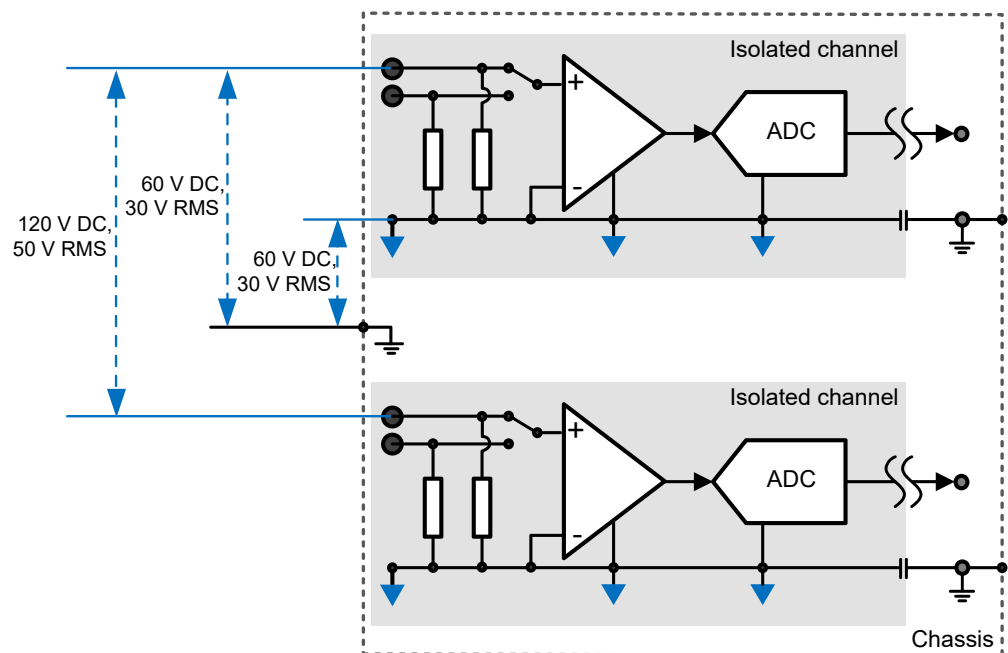 Isolated channel
+
-
ADC
60 V DC,
30 V RMS
120 V DC,
50 V RMS
60 V DC,
30 V RMS
Isolated channel
+
-
ADC
Chassis